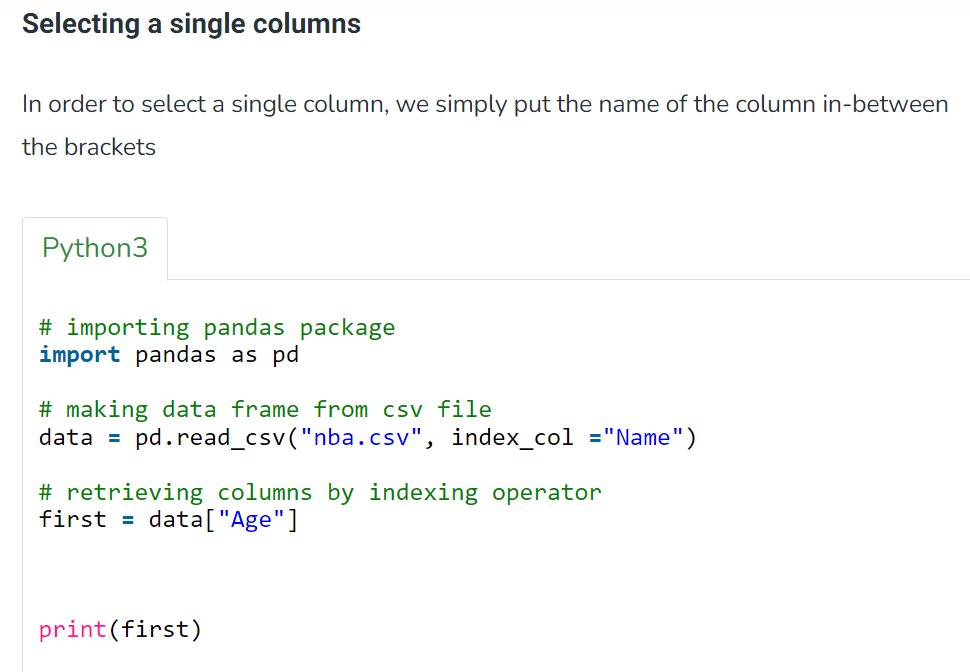 Selecting a single columns
In order to select a single column, we simply put the name of the column in-between
the brackets
Python3
# importing pandas package
import pandas as pd
# making data frame from csv file
data = pd.read_csv("nba.csv", index_col ="Name")
# retrieving columns by indexing operator
first = data["Age"]
print(first)